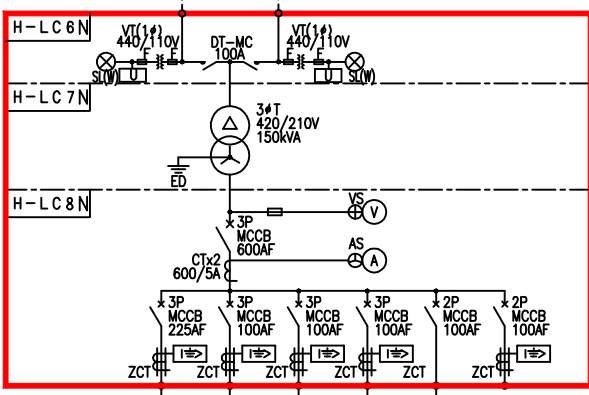 H-LC6N
VT(1φ)
440/110V
F
F
DT-MC
100A
VT(1φ)
440/110V
F
F
SL(W)
U
U
SL(W)
H-LC7N
3φT
420/210V
150kVA
ED
H-LC8N
VS
V
3P
MCCB
600AF
AS
A
CTx2
600/5A
3P
MCCB
225AF
3P
MCCB
100AF
3P
MCCB
100AF
3P
MCCB
100AF
2P
MCCB
100AF
2P
MCCB
100AF
I≑>
I≑>
I≑>
I≑>
I≑>
ZCT
ZCT
ZCT
ZCT
ZCT